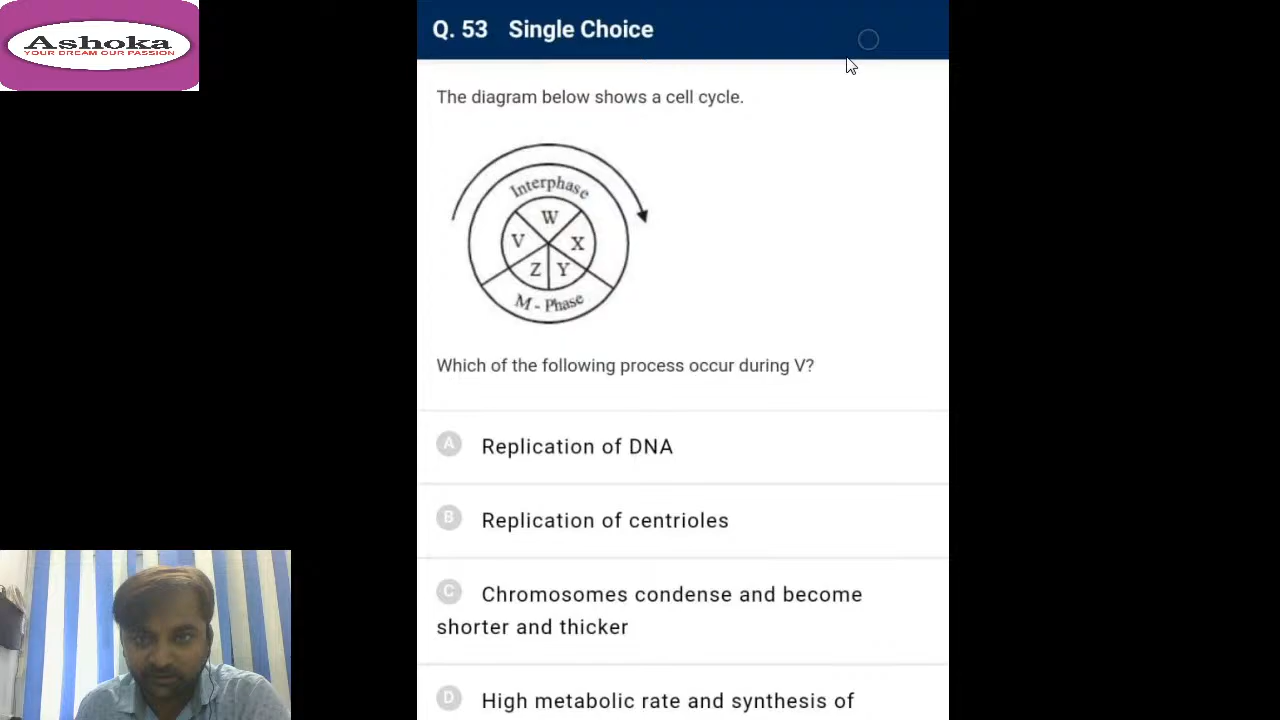 Ashoka
YOUR DREAM OUR PASSION
Q. 53 Single Choice
The diagram below shows a cell cycle.
Interphase
W
V
X
Z
Y
M - Phase
Which of the following process occur during V?
A Replication of DNA
B Replication of centrioles
C Chromosomes condense and become
shorter and thicker
D High metabolic rate and synthesis of